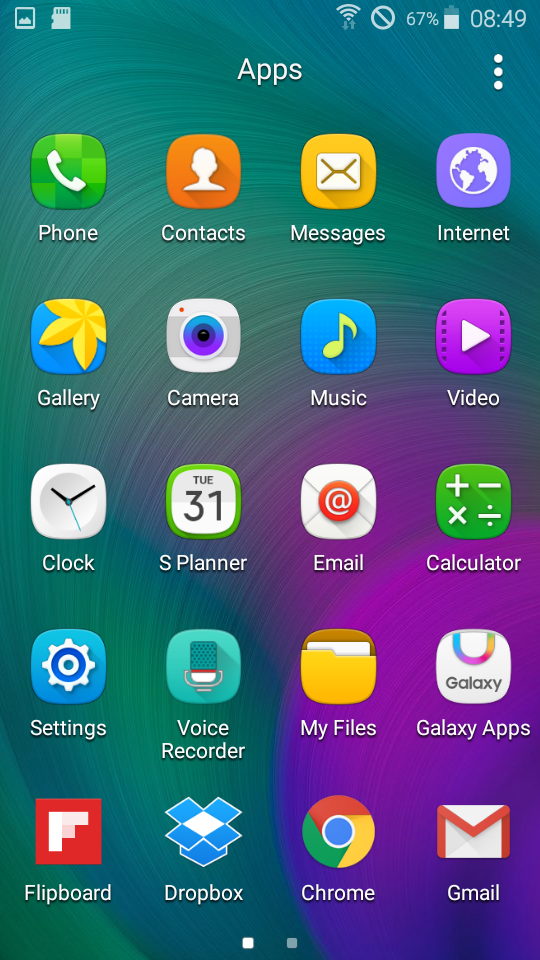 67% 08:49
Apps
Phone Contacts Messages Internet
Gallery Camera Music Video
TUE
31
@
Clock S Planner Email Calculator
Galaxy
Settings Voice Recorder My Files Galaxy Apps
Flipboard Dropbox Chrome Gmail